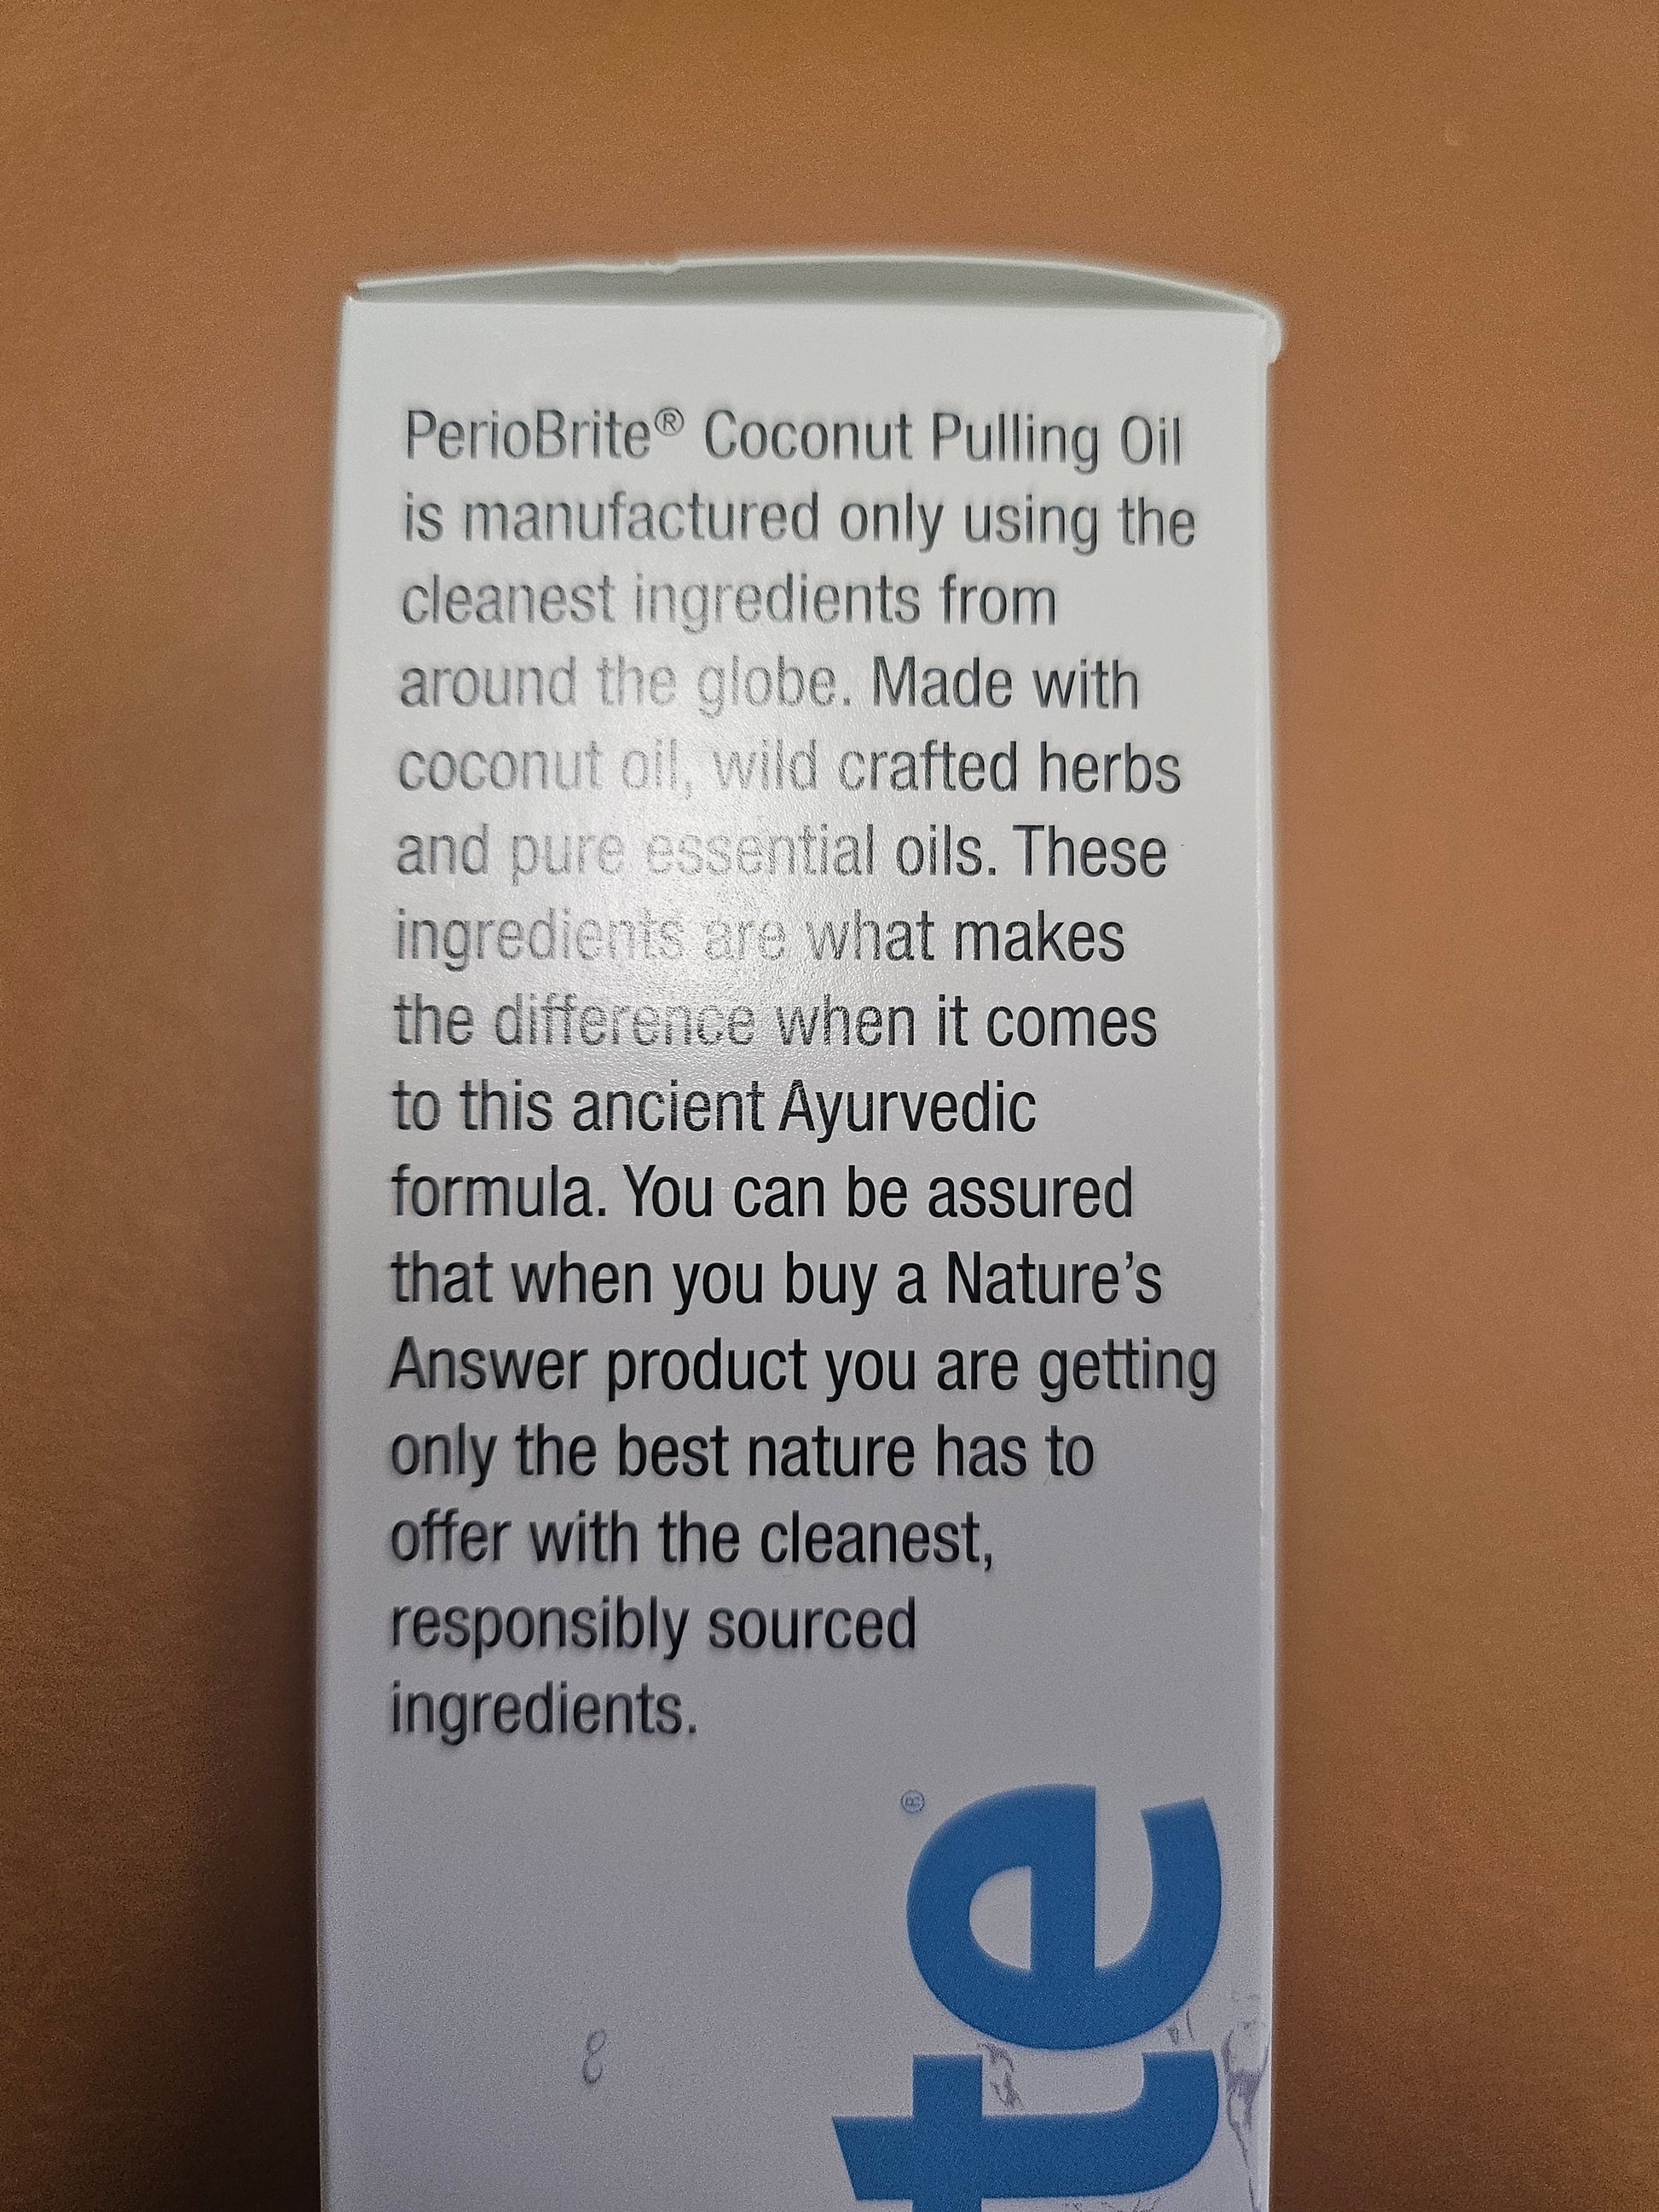 PerioBrite® Coconut Pulling Oil
is manufactured only using the
cleanest ingredients from
around the globe. Made with
coconut oil, wild crafted herbs
and pure essential oils. These
ingredients are what makes
the difference when it comes
to this ancient Ayurvedic
formula. You can be assured
that when you buy a Nature's
Answer product you are getting
only the best nature has to
offer with the cleanest,
responsibly sourced
ingredients.
te®
8